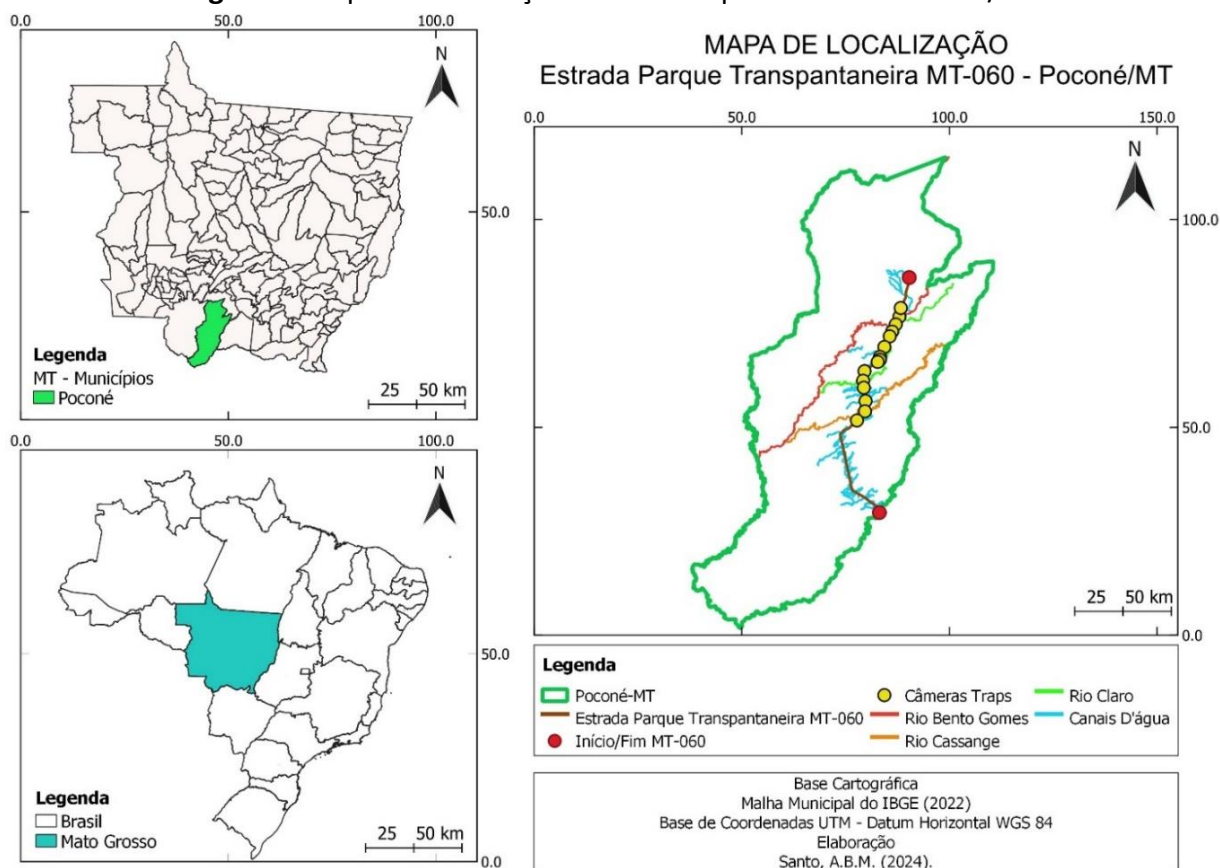 0.0
50.0
100.0
N
50.0
Legenda
MT - Municípios
Poconé
25 50 km
0.0
50.0
100.0
N
50.0
Legenda
Brasil
Mato Grosso
25 50 km
0.0
MAPA DE LOCALIZAÇÃO
Estrada Parque Transpantaneira MT-060 - Poconé/MT
0.0
50.0
100.0
150.0
N
100.0
50.0
25 50 km
0.0
Legenda
Poconé-MT
Estrada Parque Transpantaneira MT-060
Início/Fim MT-060
Câmeras Traps
Rio Bento Gomes
Rio Cassange
Rio Claro
Canais D'água
Base Cartográfica
Malha Municipal do IBGE (2022)
Base de Coordenadas UTM - Datum Horizontal WGS 84
Elaboração
Santo, A.B.M. (2024).